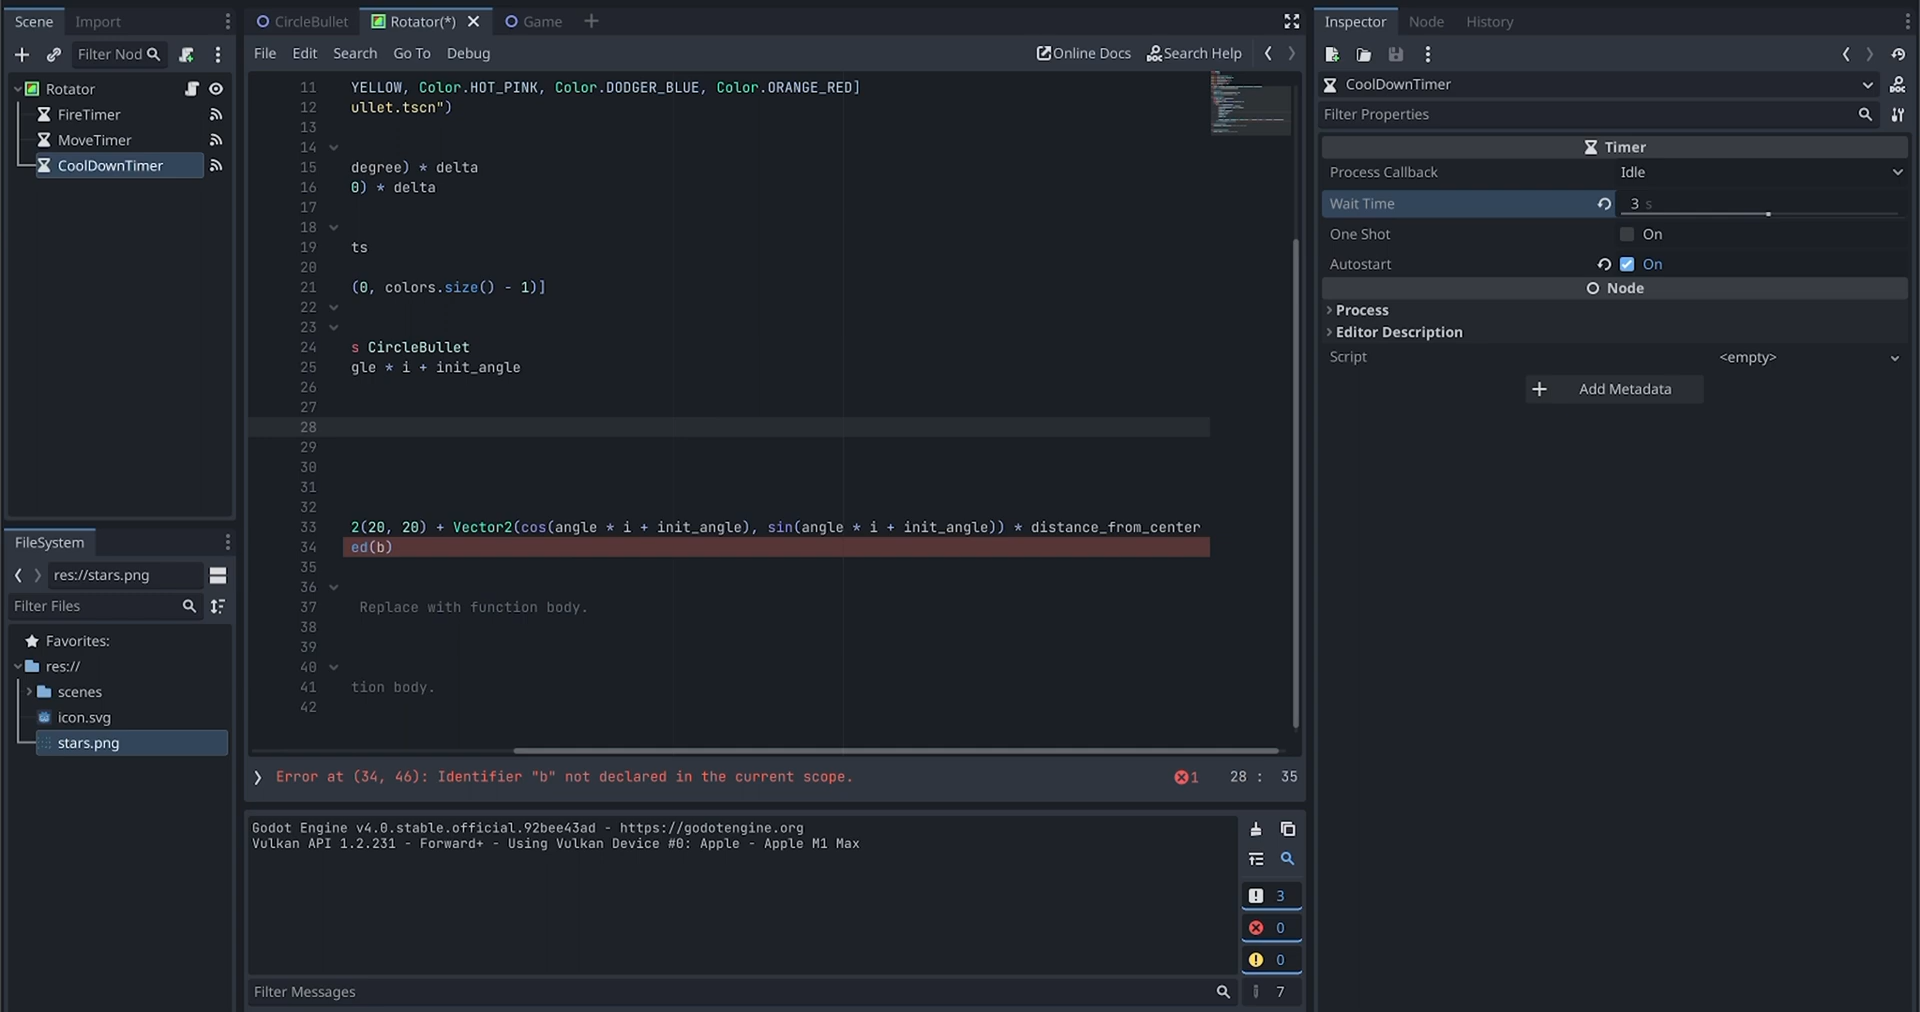 Scene
Import
Filter Nod
Rotator
FireTimer
MoveTimer
CoolDownTimer
FileSystem
res://stars.png
Filter Files
Favorites:
res://
scenes
icon.svg
stars.png
CircleBullet
Rotator(*)
Game
File Edit Search Go To Debug
Online Docs
Search Help
11 YELLOW, Color.HOT_PINK, Color.DODGER_BLUE, Color.ORANGE_RED]
12 ullet.tscn")
13
14
15 degree) * delta
16 0) * delta
17
18
19 ts
20
21 (0, colors.size() - 1)]
22
23
24 s CircleBullet
25 gle * i + init_angle
26
27
28
29
30
31
32
33 2(20, 20) + Vector2(cos(angle * i + init_angle), sin(angle * i + init_angle)) * distance_from_center
34 ed(b)
35
36
37 Replace with function body.
38
39
40
41 tion body.
42
Error at (34, 46): Identifier "b" not declared in the current scope.
1
28 : 35
Godot Engine v4.0.stable.official.92bee43ad - https://godotengine.org
Vulkan API 1.2.231 - Forward+ - Using Vulkan Device #0: Apple - Apple M1 Max
3
0
0
7
Filter Messages
Inspector
Node
History
CoolDownTimer
DOC
Filter Properties
Timer
Process Callback Idle
Wait Time 3 s
One Shot On
Autostart On
Node
Process
Editor Description
Script <empty>
Add Metadata